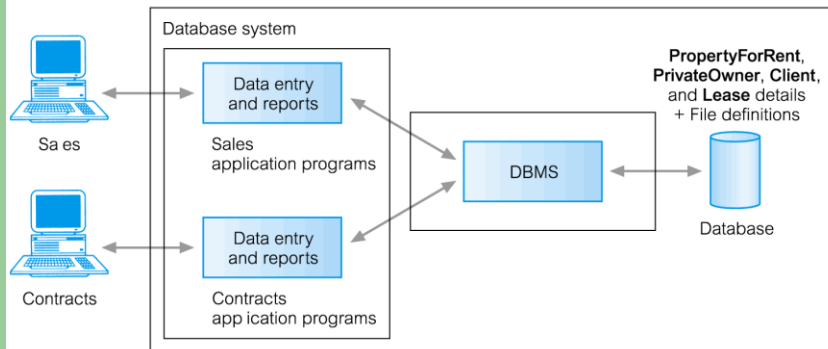 Database system
PropertyForRent,
PrivateOwner, Client,
and Lease details
+ File definitions
Data entry
and reports
Sa es
Sales
application programs
DBMS
Database
Data entry
and reports
Contracts
Contracts
app ication programs